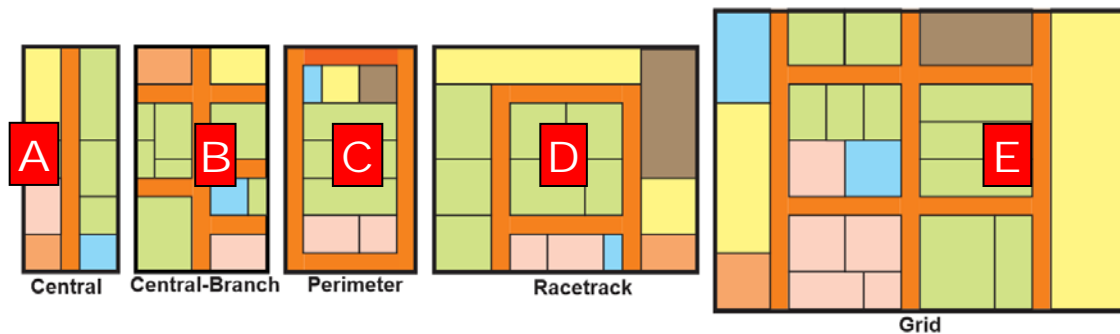 A
B
C
D
E
Central
Central-Branch
Perimeter
Racetrack
Grid